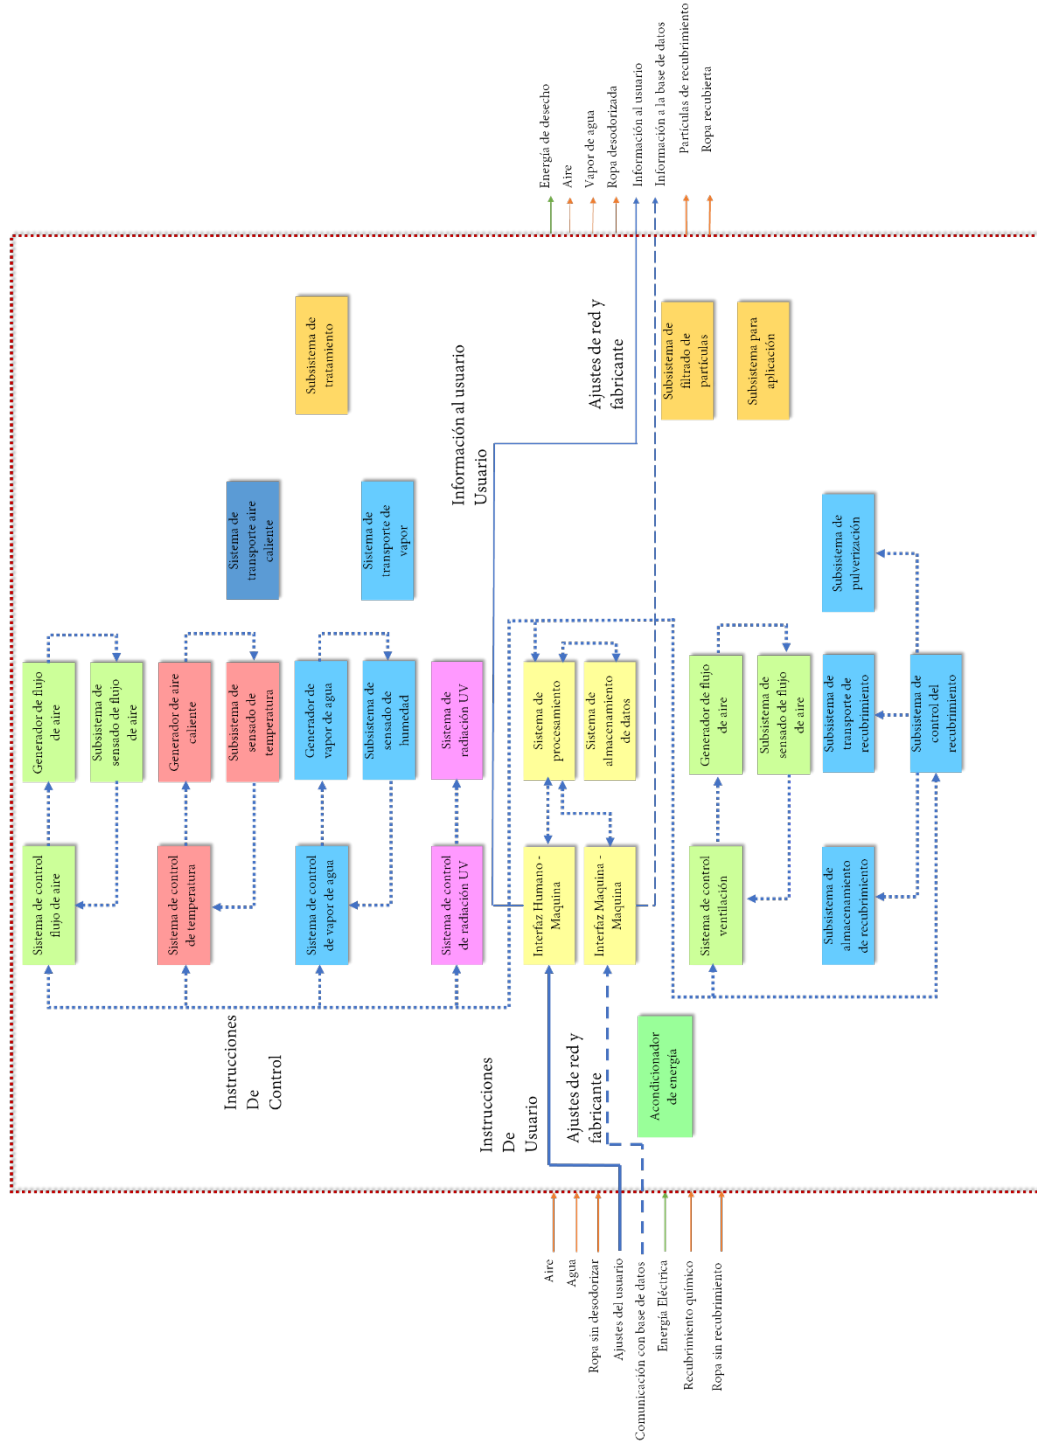 Aire
Agua
Ropa sin desodorizar
Ajustes del usuario
Comunicación con base de datos
Energía Eléctrica
Recubrimiento químico
Ropa sin recubrimiento
Instrucciones
De
Control
Instrucciones
De
Usuario
Ajustes de red y
fabricante
Acondicionador
de energía
Sistema de control
flujo de aire
Sistema de control
de temperatura
Sistema de control
de vapor de agua
Sistema de control
de radiación UV
Interfaz Humano -
Maquina
Interfaz Maquina -
Maquina
Sistema de control
ventilación
Subsistema de
almacenamiento
de recubrimiento
Generador de flujo
de aire
Subsistema de
sensado de flujo
de aire
Generador de aire
caliente
Subsistema de
sensado de
temperatura
Generador de
vapor de agua
Subsistema de
sensado de
humedad
Sistema de
radiación UV
Sistema de
procesamiento
Sistema de
almacenamiento
de datos
Generador de flujo
de aire
Subsistema de
sensado de flujo
de aire
Subsistema de
transporte de
recubrimiento
Subsistema de
control del
recubrimiento
Sistema de
transporte aire
caliente
Sistema de
transporte de
vapor
Subsistema de
pulverización
Información al usuario
Usuario
Subsistema de
tratamiento
Ajustes de red y
fabricante
Subsistema de
filtrado de
partículas
Subsistema para
aplicación
Energía de desecho
Aire
Vapor de agua
Ropa desodorizada
Información al usuario
Información a la base de datos
Partículas de recubrimiento
Ropa recubierta